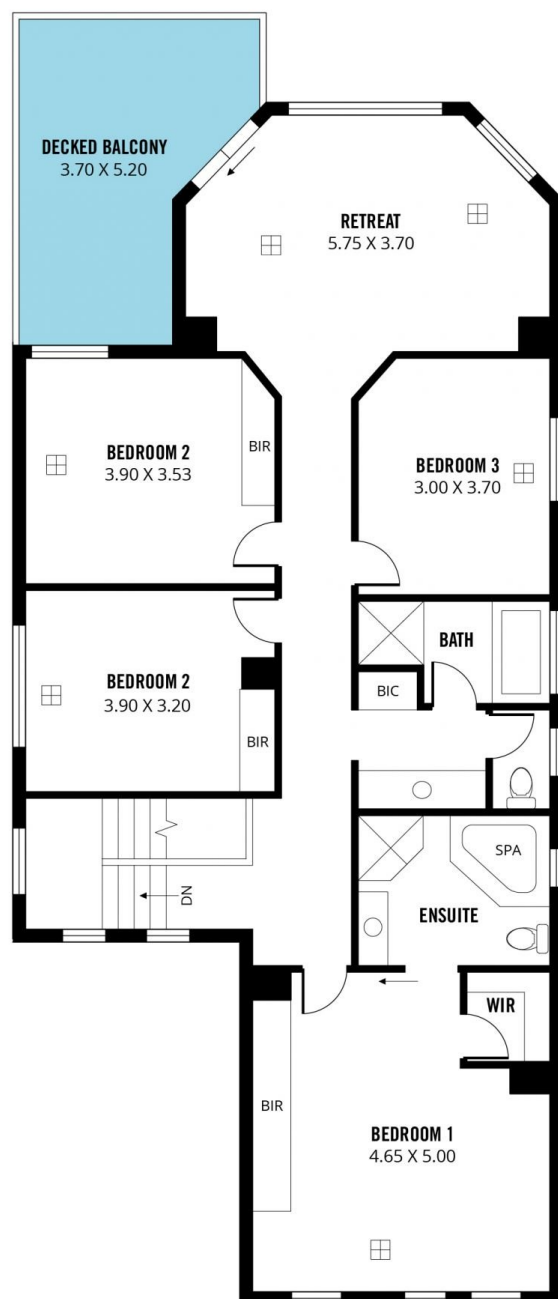 DECKED BALCONY
3.70 X 5.20
RETREAT
5.75 X 3.70
BEDROOM 2
3.90 X 3.53
BIR
BEDROOM 3
3.00 X 3.70
BEDROOM 2
3.90 X 3.20
BIR
BATH
BIC
DN
SPA
ENSUITE
WIR
BIR
BEDROOM 1
4.65 X 5.00